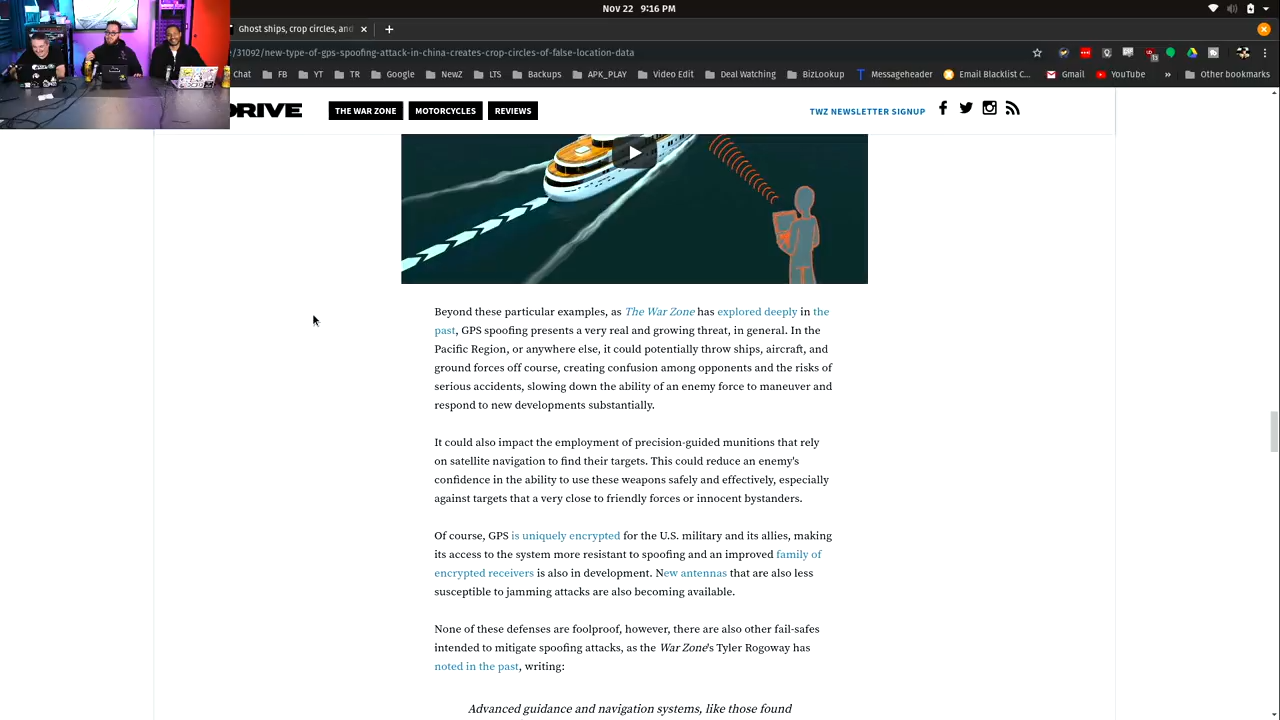 Nov 22 9:16 PM
Ghost ships, crop circles, and
/31092/new-type-of-gps-spoofing-attack-in-china-creates-crop-circles-of-false-location-data
Chat FB YT TR Google NewZ LTS Backups APK_PLAY Video Edit Deal Watching BizLookup Messageheader Email Blacklist C... Gmail YouTube » Other bookmarks
DRIVE THE WAR ZONE MOTORCYCLES REVIEWS TWZ NEWSLETTER SIGNUP
Beyond these particular examples, as The War Zone has explored deeply in the
past, GPS spoofing presents a very real and growing threat, in general. In the
Pacific Region, or anywhere else, it could potentially throw ships, aircraft, and
ground forces off course, creating confusion among opponents and the risks of
serious accidents, slowing down the ability of an enemy force to maneuver and
respond to new developments substantially.
It could also impact the employment of precision-guided munitions that rely
on satellite navigation to find their targets. This could reduce an enemy's
confidence in the ability to use these weapons safely and effectively, especially
against targets that a very close to friendly forces or innocent bystanders.
Of course, GPS is uniquely encrypted for the U.S. military and its allies, making
its access to the system more resistant to spoofing and an improved family of
encrypted receivers is also in development. New antennas that are also less
susceptible to jamming attacks are also becoming available.
None of these defenses are foolproof, however, there are also other fail-safes
intended to mitigate spoofing attacks, as the War Zone's Tyler Rogoway has
noted in the past, writing:
Advanced guidance and navigation systems, like those found